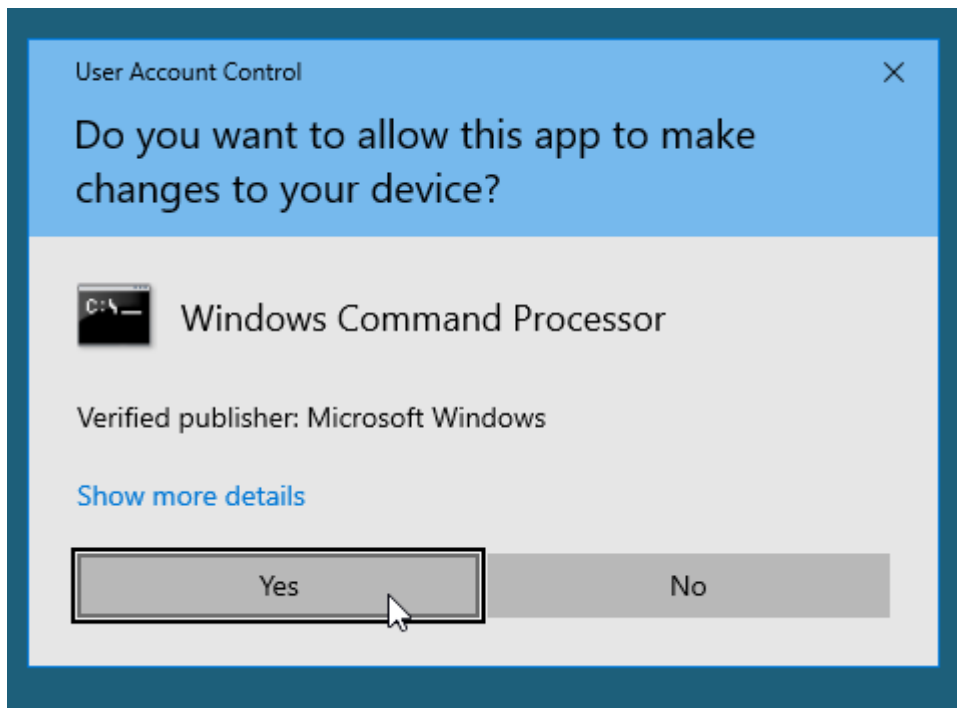 User Account Control
Do you want to allow this app to make
changes to your device?
C:\_
Windows Command Processor
Verified publisher: Microsoft Windows
Show more details
Yes
No